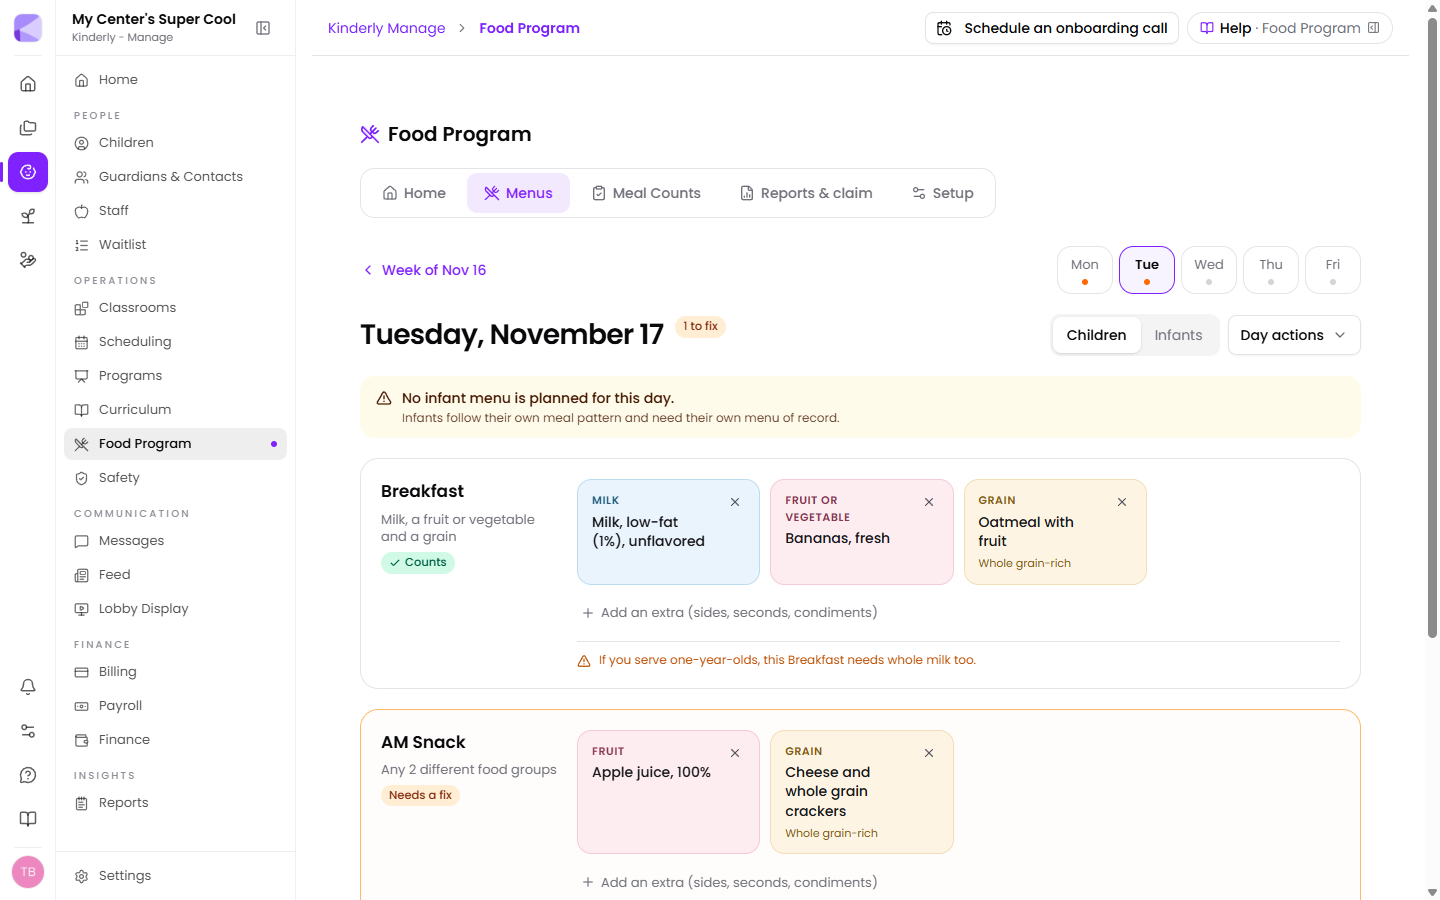 My Center's Super Cool
Kinderly - Manage
Home
PEOPLE
Children
Guardians & Contacts
Staff
Waitlist
OPERATIONS
Classrooms
Scheduling
Programs
Curriculum
Food Program
Safety
COMMUNICATION
Messages
Feed
Lobby Display
FINANCE
Billing
Payroll
Finance
INSIGHTS
Reports
Settings
TB
Kinderly Manage > Food Program
Schedule an onboarding call
Help · Food Program
Food Program
Home
Menus
Meal Counts
Reports & claim
Setup
Week of Nov 16
Mon
Tue
Wed
Thu
Fri
Tuesday, November 17
1 to fix
Children
Infants
Day actions
No infant menu is planned for this day.
Infants follow their own meal pattern and need their own menu of record.
Breakfast
Milk, a fruit or vegetable
and a grain
Counts
MILK
Milk, low-fat
(1%), unflavored
FRUIT OR
VEGETABLE
Bananas, fresh
GRAIN
Oatmeal with
fruit
Whole grain-rich
Add an extra (sides, seconds, condiments)
If you serve one-year-olds, this Breakfast needs whole milk too.
AM Snack
Any 2 different food groups
Needs a fix
FRUIT
Apple juice, 100%
GRAIN
Cheese and
whole grain
crackers
Whole grain-rich
Add an extra (sides, seconds, condiments)